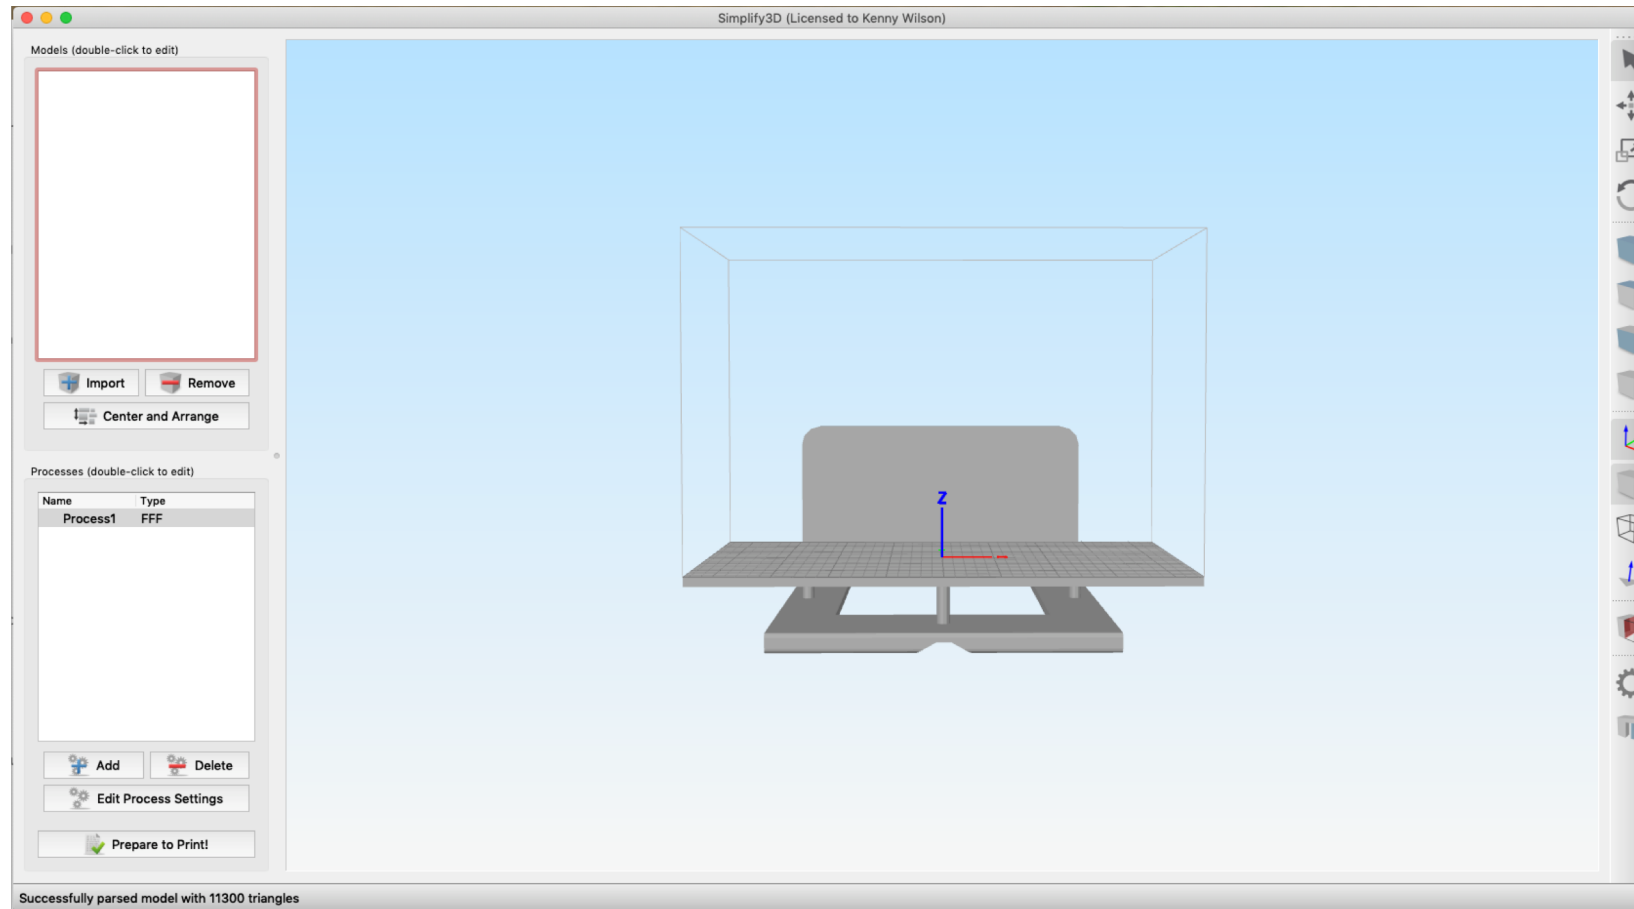 Simplify3D (Licensed to Kenny Wilson)
Models (double-click to edit)
Import
Remove
Center and Arrange
Processes (double-click to edit)
Name Type
Process1 FFF
Z
Add
Delete
Edit Process Settings
Prepare to Print!
Successfully parsed model with 11300 triangles